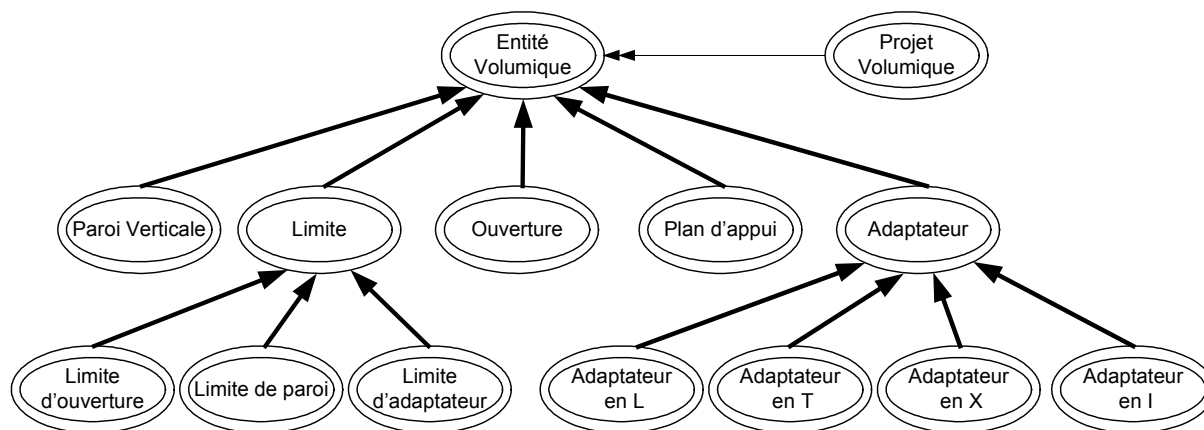 Entité
Volumique
Projet
Volumique
Paroi Verticale
Limite
Ouverture
Plan d’appui
Adaptateur
Limite
d’ouverture
Limite de paroi
Limite
d’adaptateur
Adaptateur
en L
Adaptateur
en T
Adaptateur
en X
Adaptateur
en I